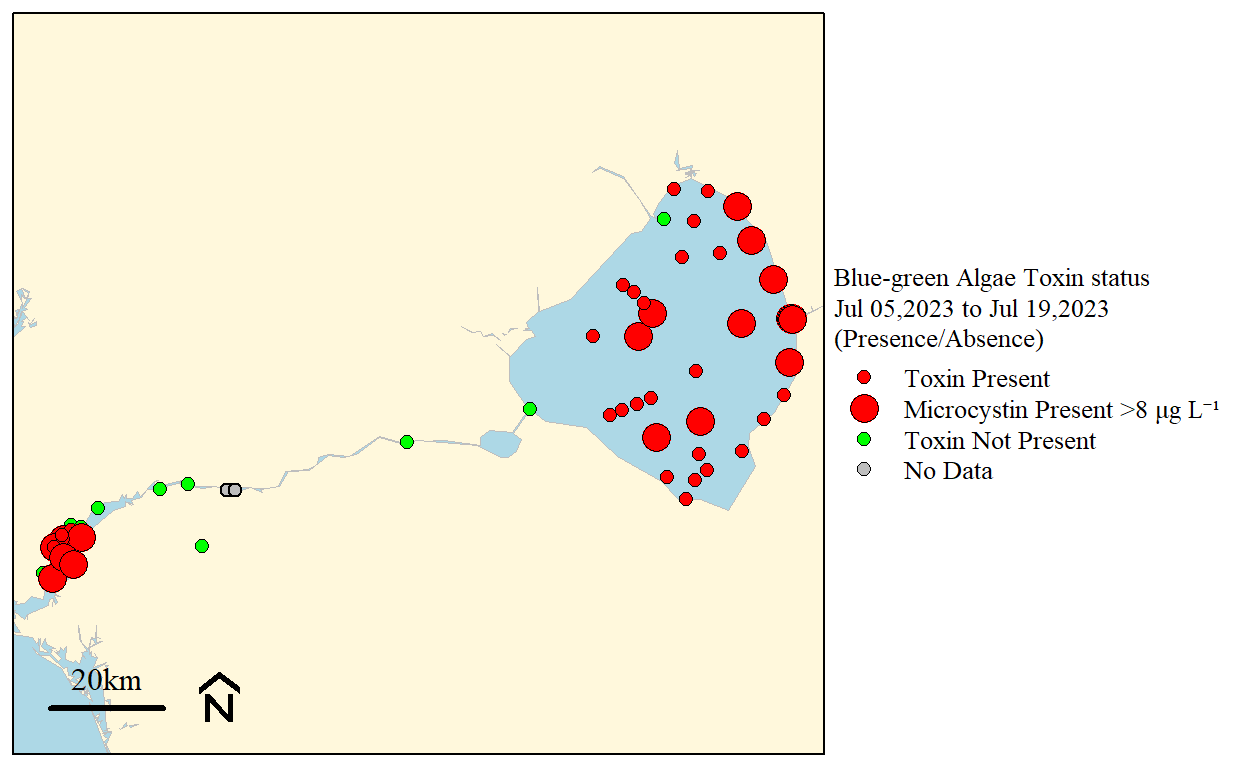 Blue-green Algae Toxin status
Jul 05,2023 to Jul 19,2023
(Presence/Absence)
Toxin Present
Microcystin Present >8 μg L⁻¹
Toxin Not Present
No Data
20km
N